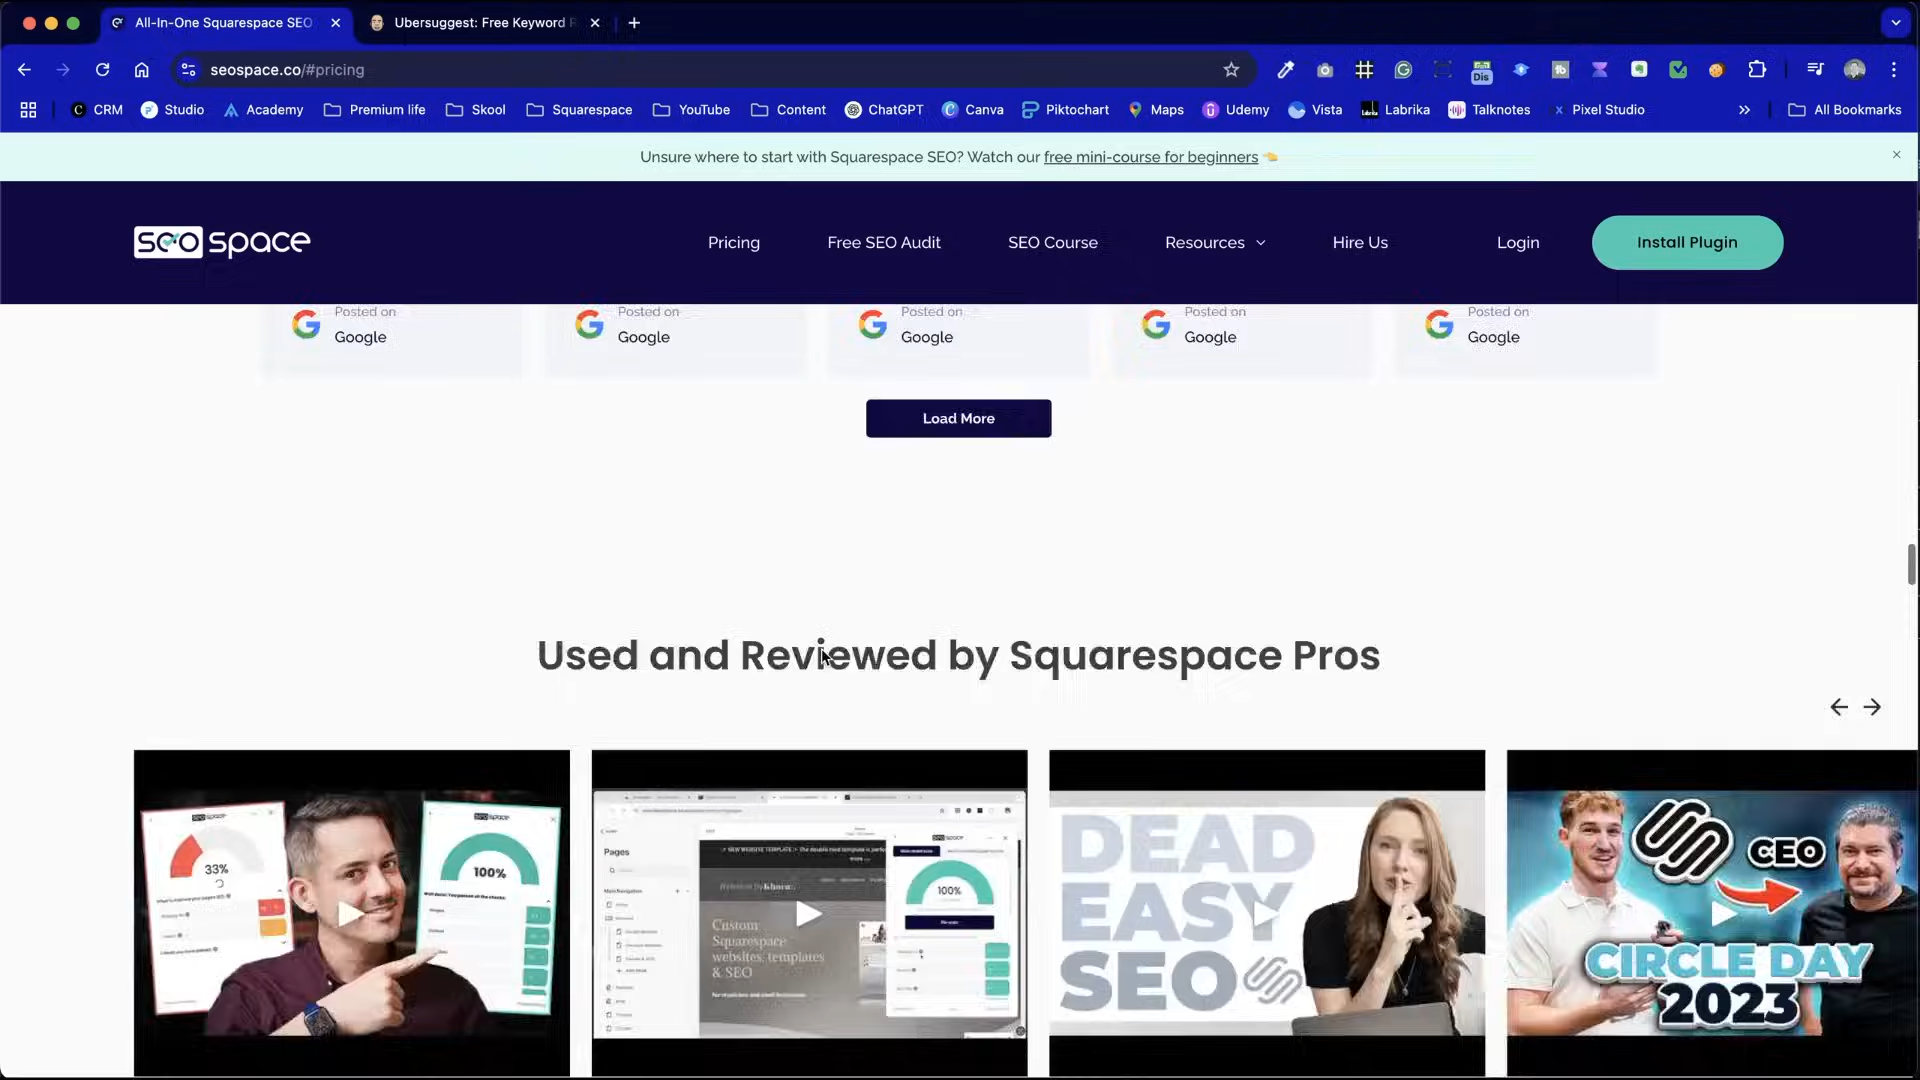 All-In-One Squarespace SEO
Ubersuggest: Free Keyword R
seospace.co/#pricing
Dis
CRM
Studio
Academy
Premium life
Skool
Squarespace
YouTube
Content
ChatGPT
Canva
Piktochart
Maps
Udemy
Vista
Labrika
Talknotes
Pixel Studio
All Bookmarks
Unsure where to start with Squarespace SEO? Watch our free mini-course for beginners
seo space
Pricing
Free SEO Audit
SEO Course
Resources
Hire Us
Login
Install Plugin
Posted on
Google
Posted on
Google
Posted on
Google
Posted on
Google
Posted on
Google
Load More
Used and Reviewed by Squarespace Pros
33%
100%
Pages
100%
Custom
Squarespace
websites, templates
& SEO
DEAD
EASY
SEO
CEO
CIRCLE DAY
2023